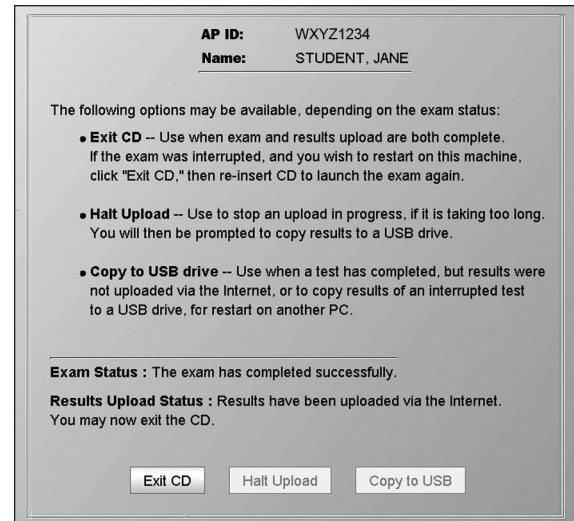 AP ID: WXYZ1234
Name: STUDENT, JANE
The following options may be available, depending on the exam status:
• Exit CD -- Use when exam and results upload are both complete.
If the exam was interrupted, and you wish to restart on this machine,
click "Exit CD," then re-insert CD to launch the exam again.
• Halt Upload -- Use to stop an upload in progress, if it is taking too long.
You will then be prompted to copy results to a USB drive.
• Copy to USB drive -- Use when a test has completed, but results were
not uploaded via the Internet, or to copy results of an interrupted test
to a USB drive, for restart on another PC.
Exam Status : The exam has completed successfully.
Results Upload Status : Results have been uploaded via the Internet.
You may now exit the CD.
Exit CD Halt Upload Copy to USB